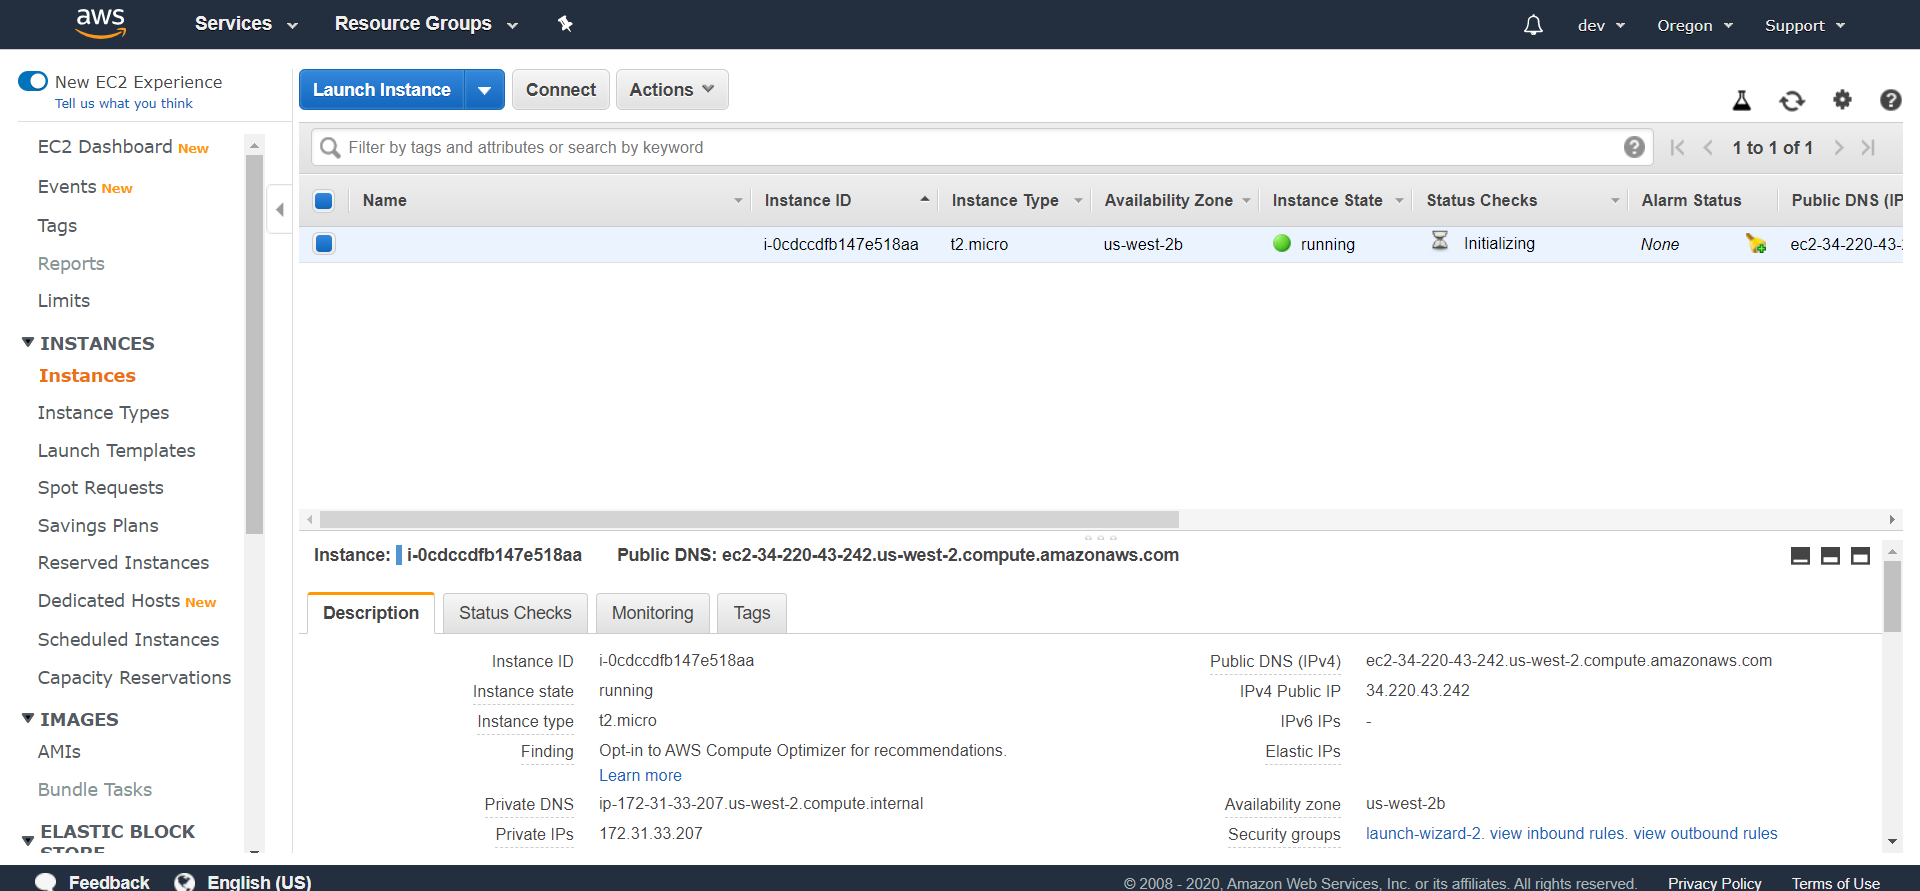 aws Services Resource Groups dev Oregon Support
New EC2 Experience
Tell us what you think
EC2 Dashboard New
Events New
Tags
Reports
Limits
INSTANCES
Instances
Instance Types
Launch Templates
Spot Requests
Savings Plans
Reserved Instances
Dedicated Hosts New
Scheduled Instances
Capacity Reservations
IMAGES
AMIs
Bundle Tasks
ELASTIC BLOCK
STORE
Launch Instance Connect Actions
Filter by tags and attributes or search by keyword 1 to 1 of 1
Name Instance ID Instance Type Availability Zone Instance State Status Checks Alarm Status Public DNS (IP
i-0cdccdfb147e518aa t2.micro us-west-2b running Initializing None ec2-34-220-43-
Instance: i-0cdccdfb147e518aa Public DNS: ec2-34-220-43-242.us-west-2.compute.amazonaws.com
Description Status Checks Monitoring Tags
Instance ID i-0cdccdfb147e518aa Public DNS (IPv4) ec2-34-220-43-242.us-west-2.compute.amazonaws.com
Instance state running IPv4 Public IP 34.220.43.242
Instance type t2.micro IPv6 IPs -
Finding Opt-in to AWS Compute Optimizer for recommendations. Elastic IPs
Learn more
Private DNS ip-172-31-33-207.us-west-2.compute.internal Availability zone us-west-2b
Private IPs 172.31.33.207 Security groups launch-wizard-2. view inbound rules. view outbound rules
Feedback English (US) © 2008 - 2020, Amazon Web Services, Inc. or its affiliates. All rights reserved. Privacy Policy Terms of Use